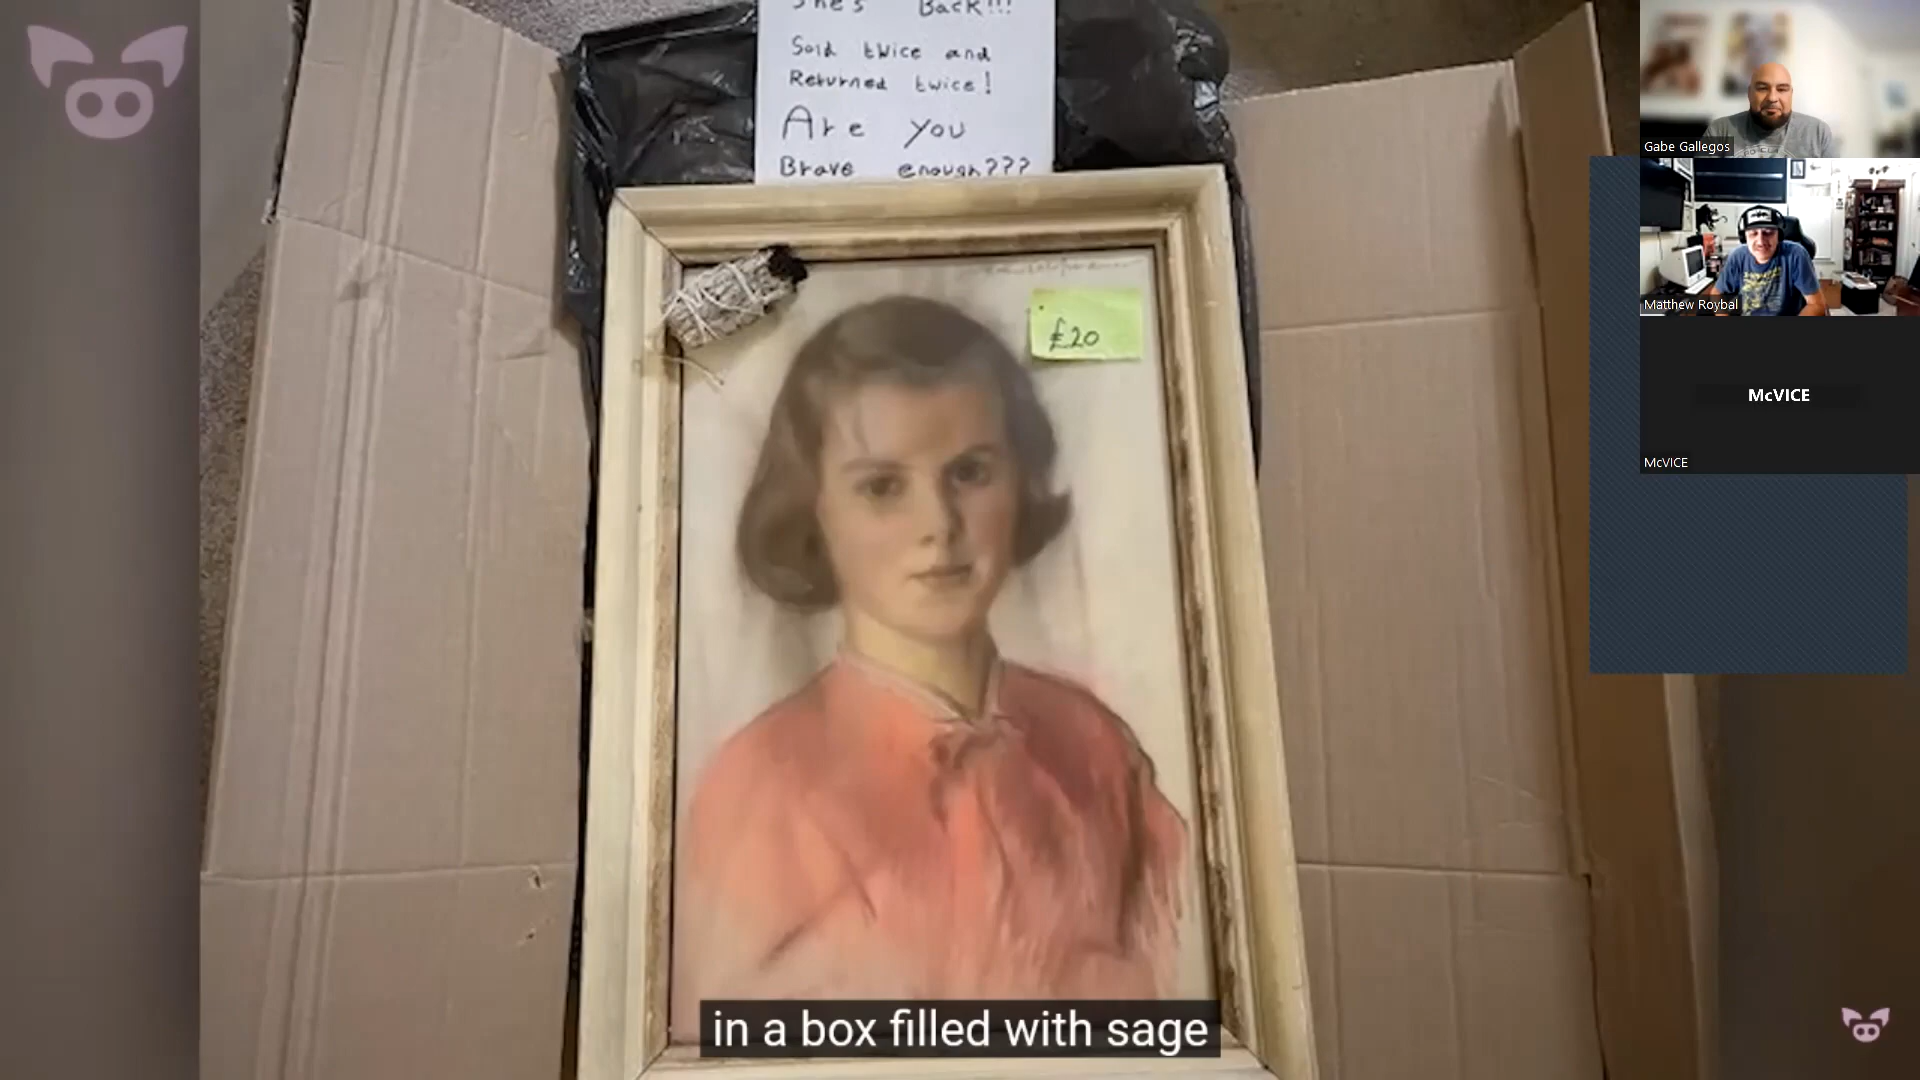 She's Back!!!
Sold twice and
Returned twice!
Are you
Brave enough???
£20
Gabe Gallegos
Matthew Roybal
McVICE
McVICE
in a box filled with sage